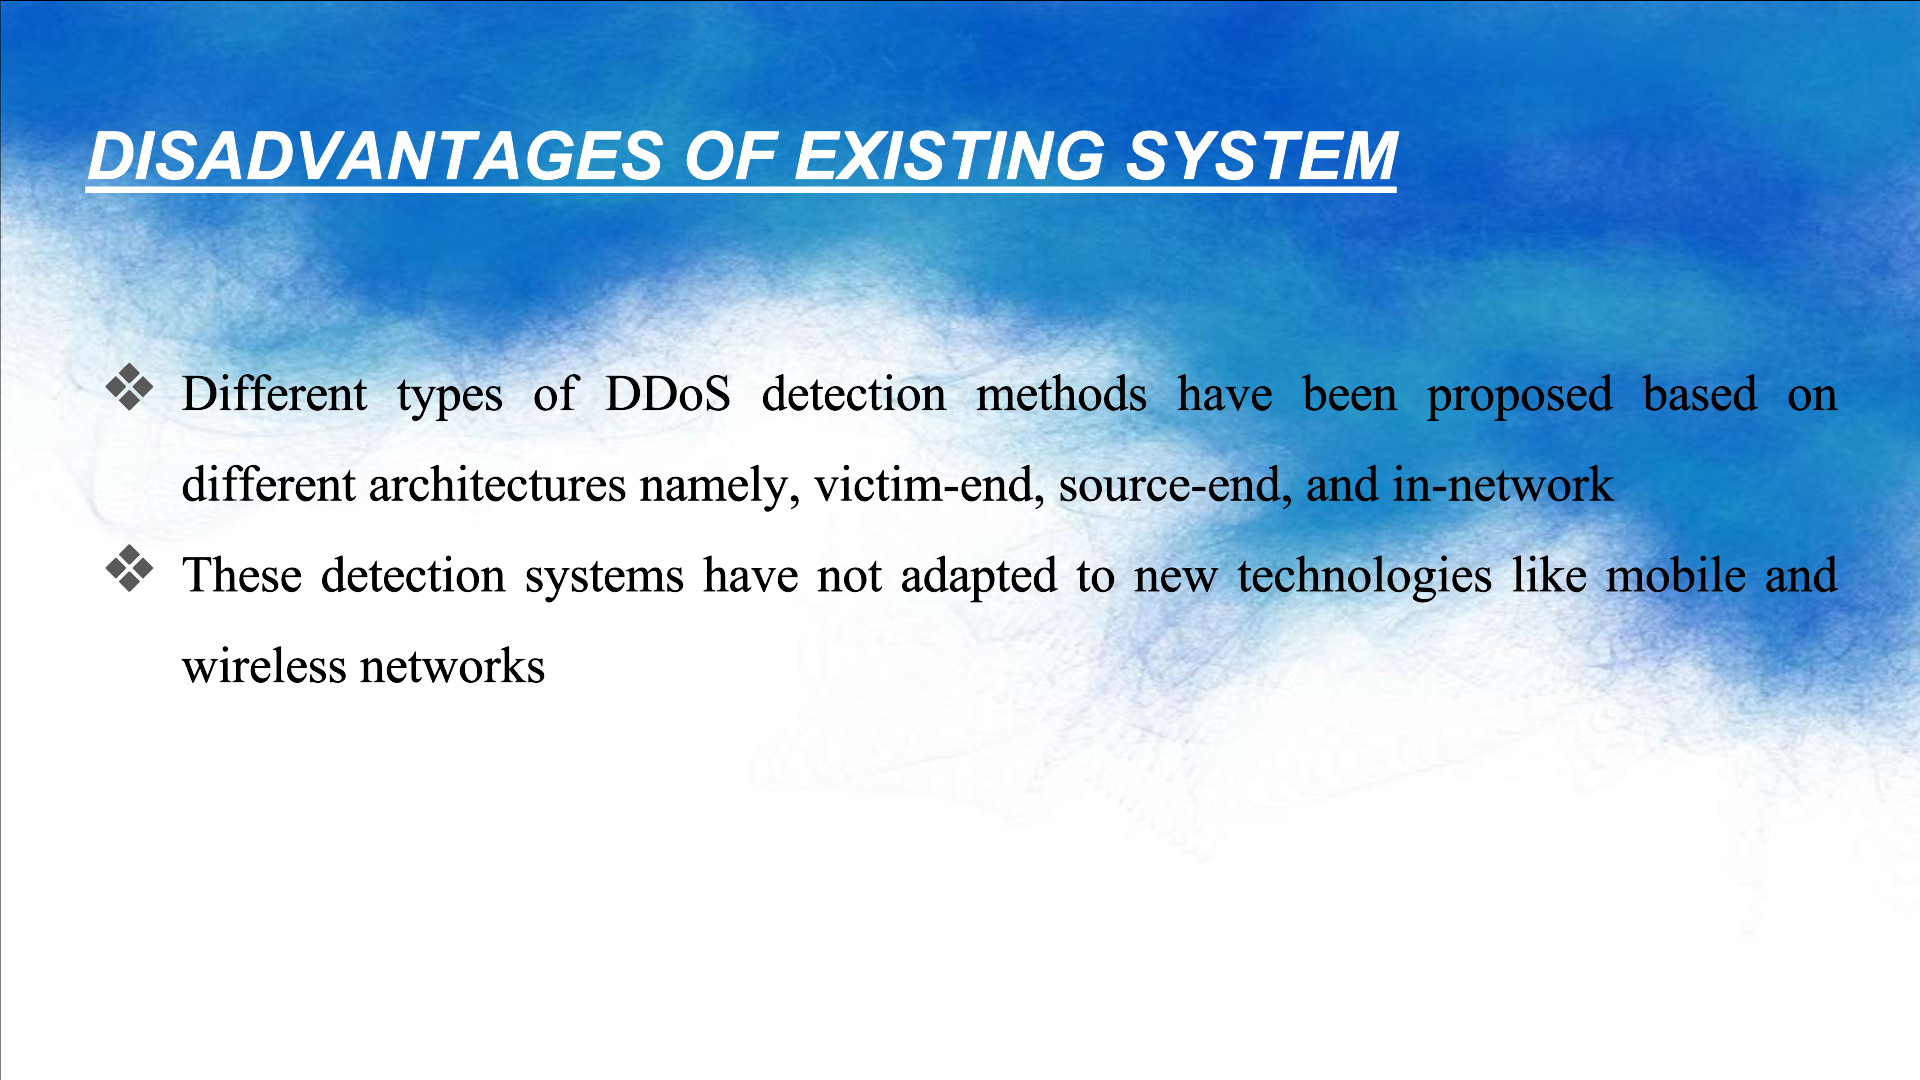 DISADVANTAGES OF EXISTING SYSTEM
❖ Different types of DDoS detection methods have been proposed based on
different architectures namely, victim-end, source-end, and in-network
❖ These detection systems have not adapted to new technologies like mobile and
wireless networks